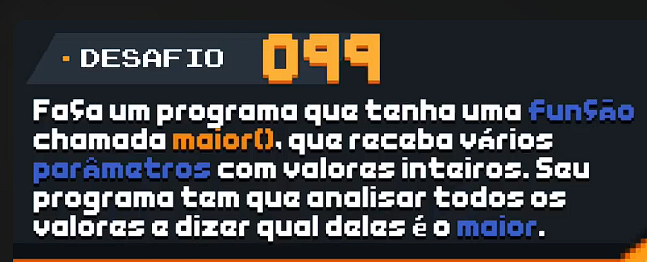 DESAFIO 099
Faça um programa que tenha uma função
chamada maior(), que receba vários
parâmetros com valores inteiros. Seu
programa tem que analisar todos os
valores e dizer qual deles é o maior.